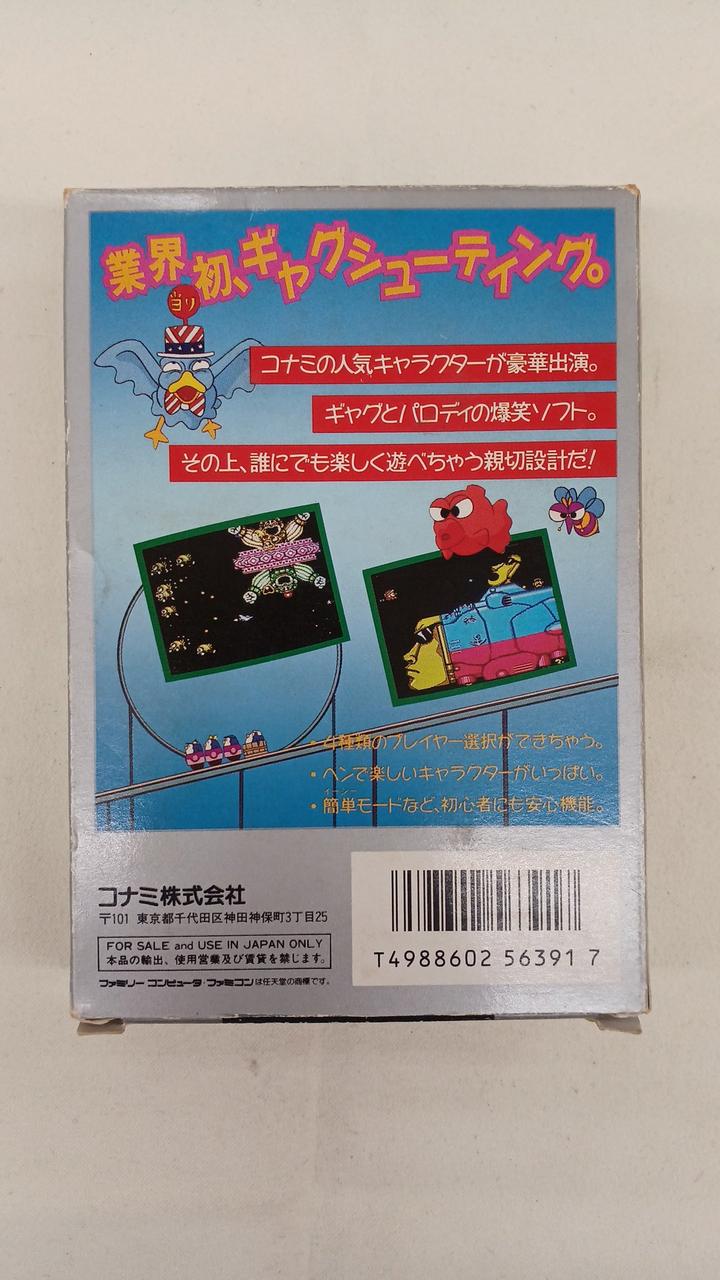 業界初、ギャグシューティング。
当り
コナミの人気キャラクターが豪華出演。
ギャグとパロディの爆笑ソフト。
その上、誰にでも楽しく遊べちゃう親切設計だ!
・4種類のプレイヤー選択ができちゃう。
・ヘンで楽しいキャラクターがいっぱい。
イージー
・簡単モードなど、初心者にも安心機能。
コナミ株式会社
〒101 東京都千代田区神田神保町3丁目25
FOR SALE and USE IN JAPAN ONLY
本品の輸出、使用営業及び賃貸を禁じます。
ファミリー コンピュータ・ファミコンは任天堂の商標です。
T4988602 56391 7